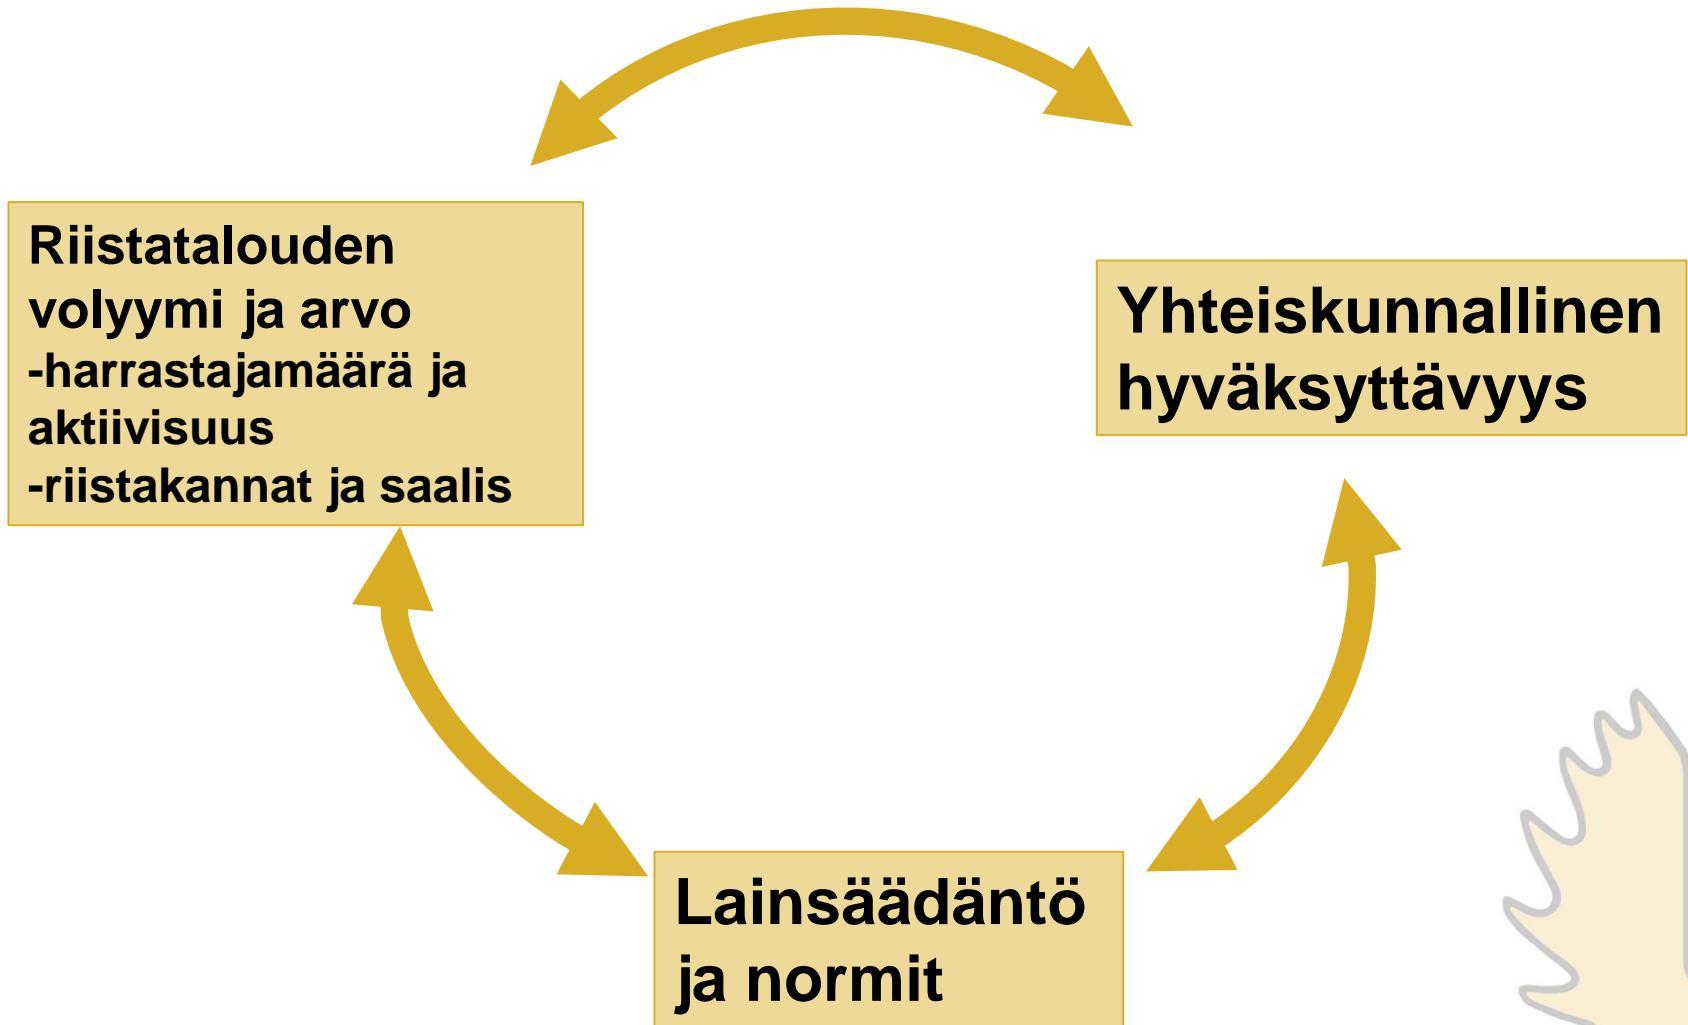 Riistatalouden
volyymi ja arvo
-harrastajamäärä ja
aktiivisuus
-riistakannat ja saalis
Yhteiskunnallinen
hyväksyttävyys
Lainsäädäntö
ja normit